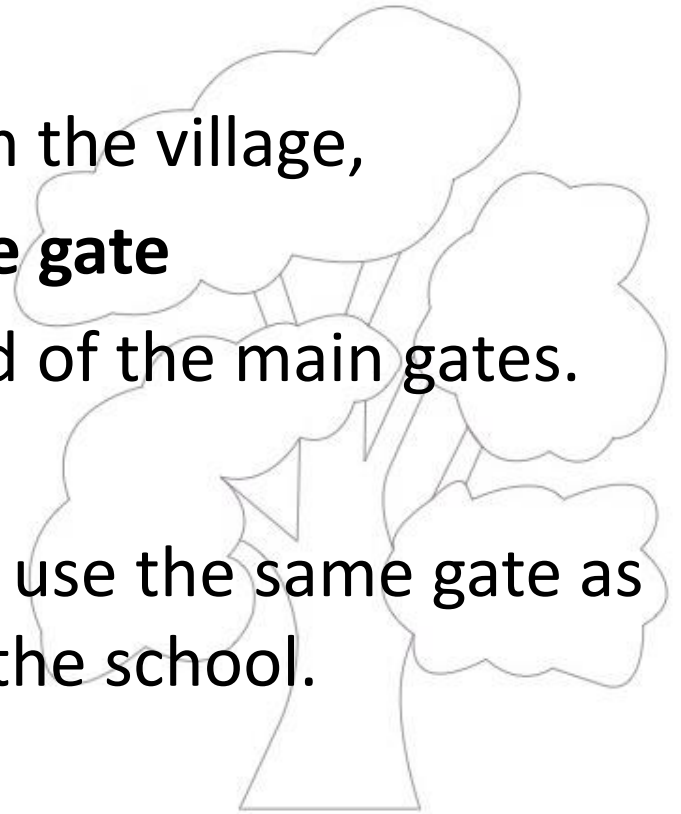 the village,
gate
of the main gates.
use the same gate as
the school.